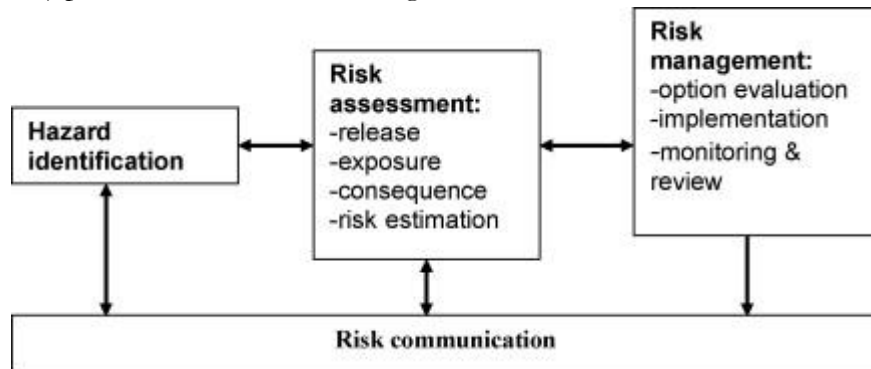 Hazard
identification
Risk
assessment:
-release
-exposure
-consequence
-risk estimation
Risk
management:
-option evaluation
-implementation
-monitoring &
review
Risk communication